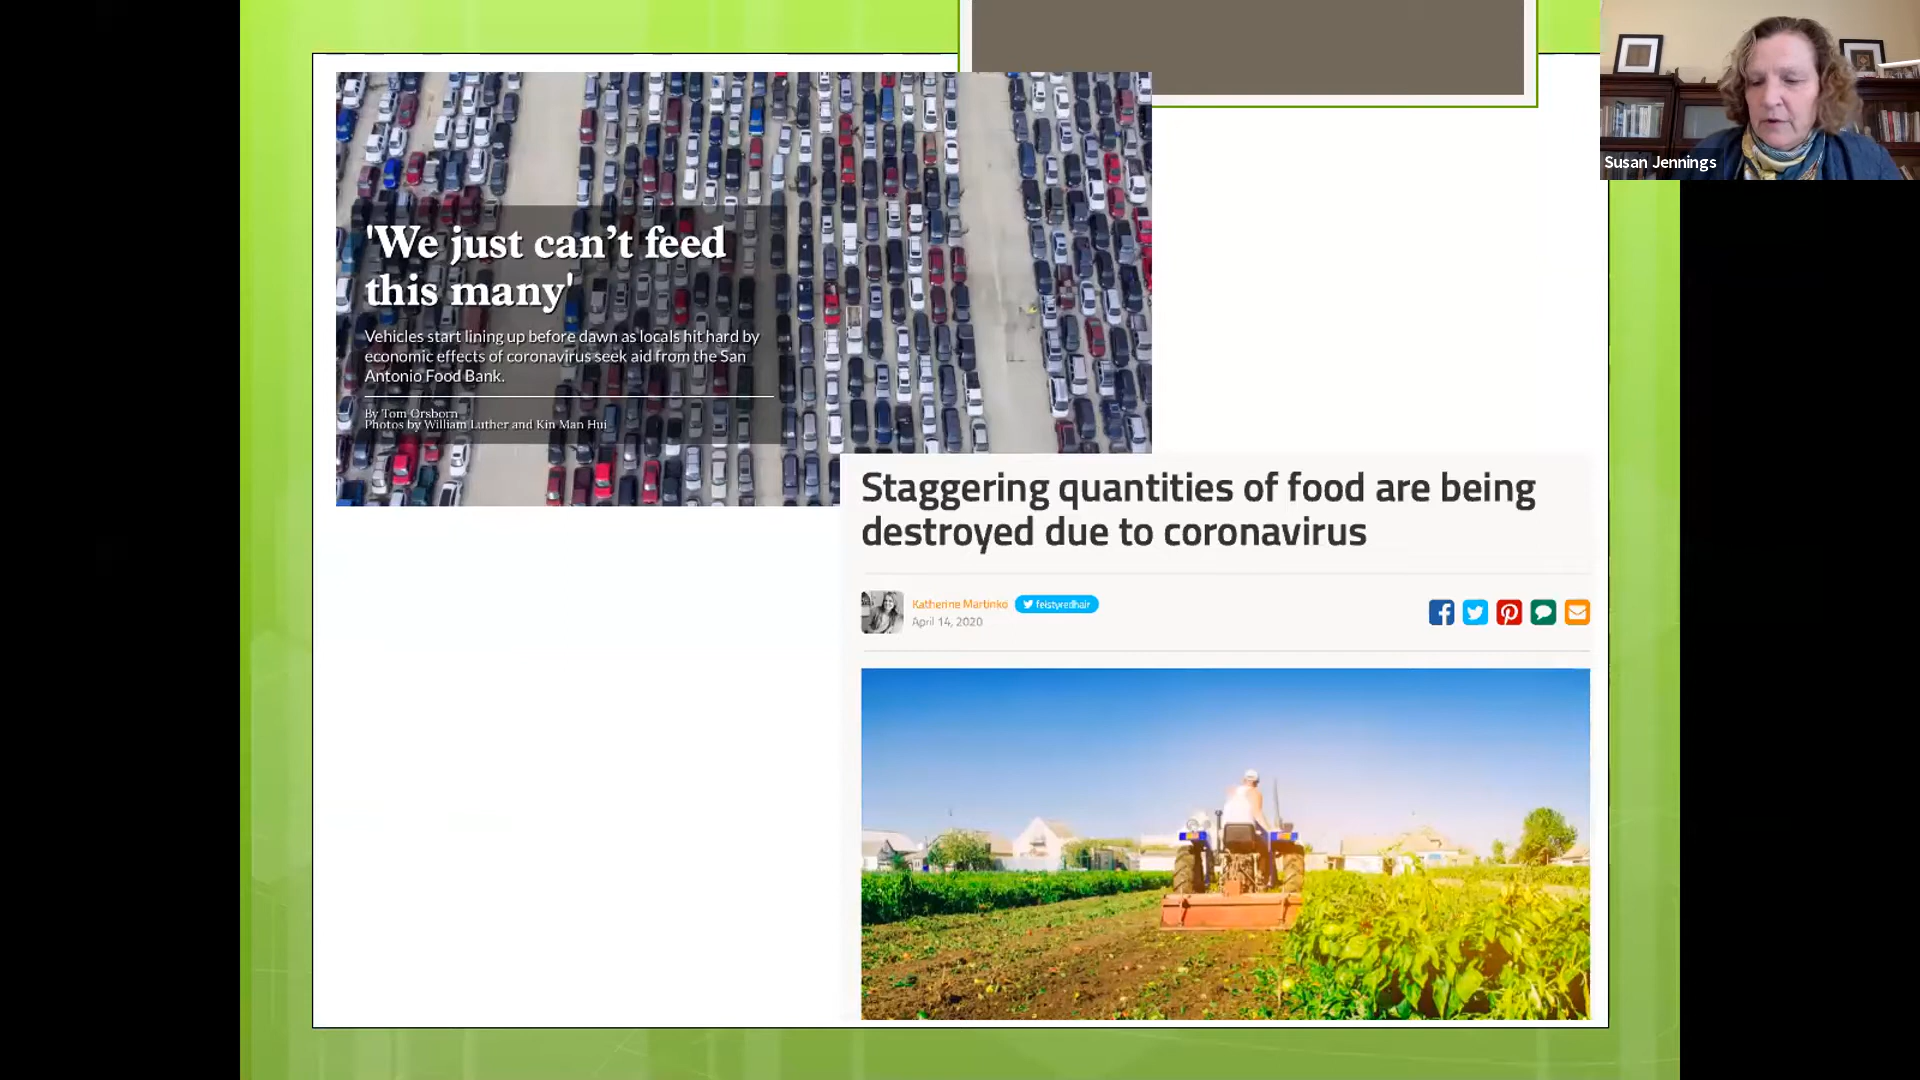 'We just can’t feed
this many'
Vehicles start lining up before dawn as locals hit hard by
economic effects of coronavirus seek aid from the San
Antonio Food Bank.
By Tom Orsborn
Photos by William Luther and Kin Man Hui
Susan Jennings
Staggering quantities of food are being
destroyed due to coronavirus
Katherine Martinko feistyredhair
April 14, 2020